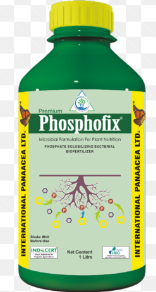 Premium
Phosphofix
Microbial Formulation For Plant Nutrition
PHOSPHATE SOLUBILIZING BACTERIAL
BIOFERTILIZER
INTERNATIONAL PANAACEA LTD.
INTERNATIONAL PANAACEA LTD.
Shake Well
Before Use
Net Content
1 Litre
INDOCERT